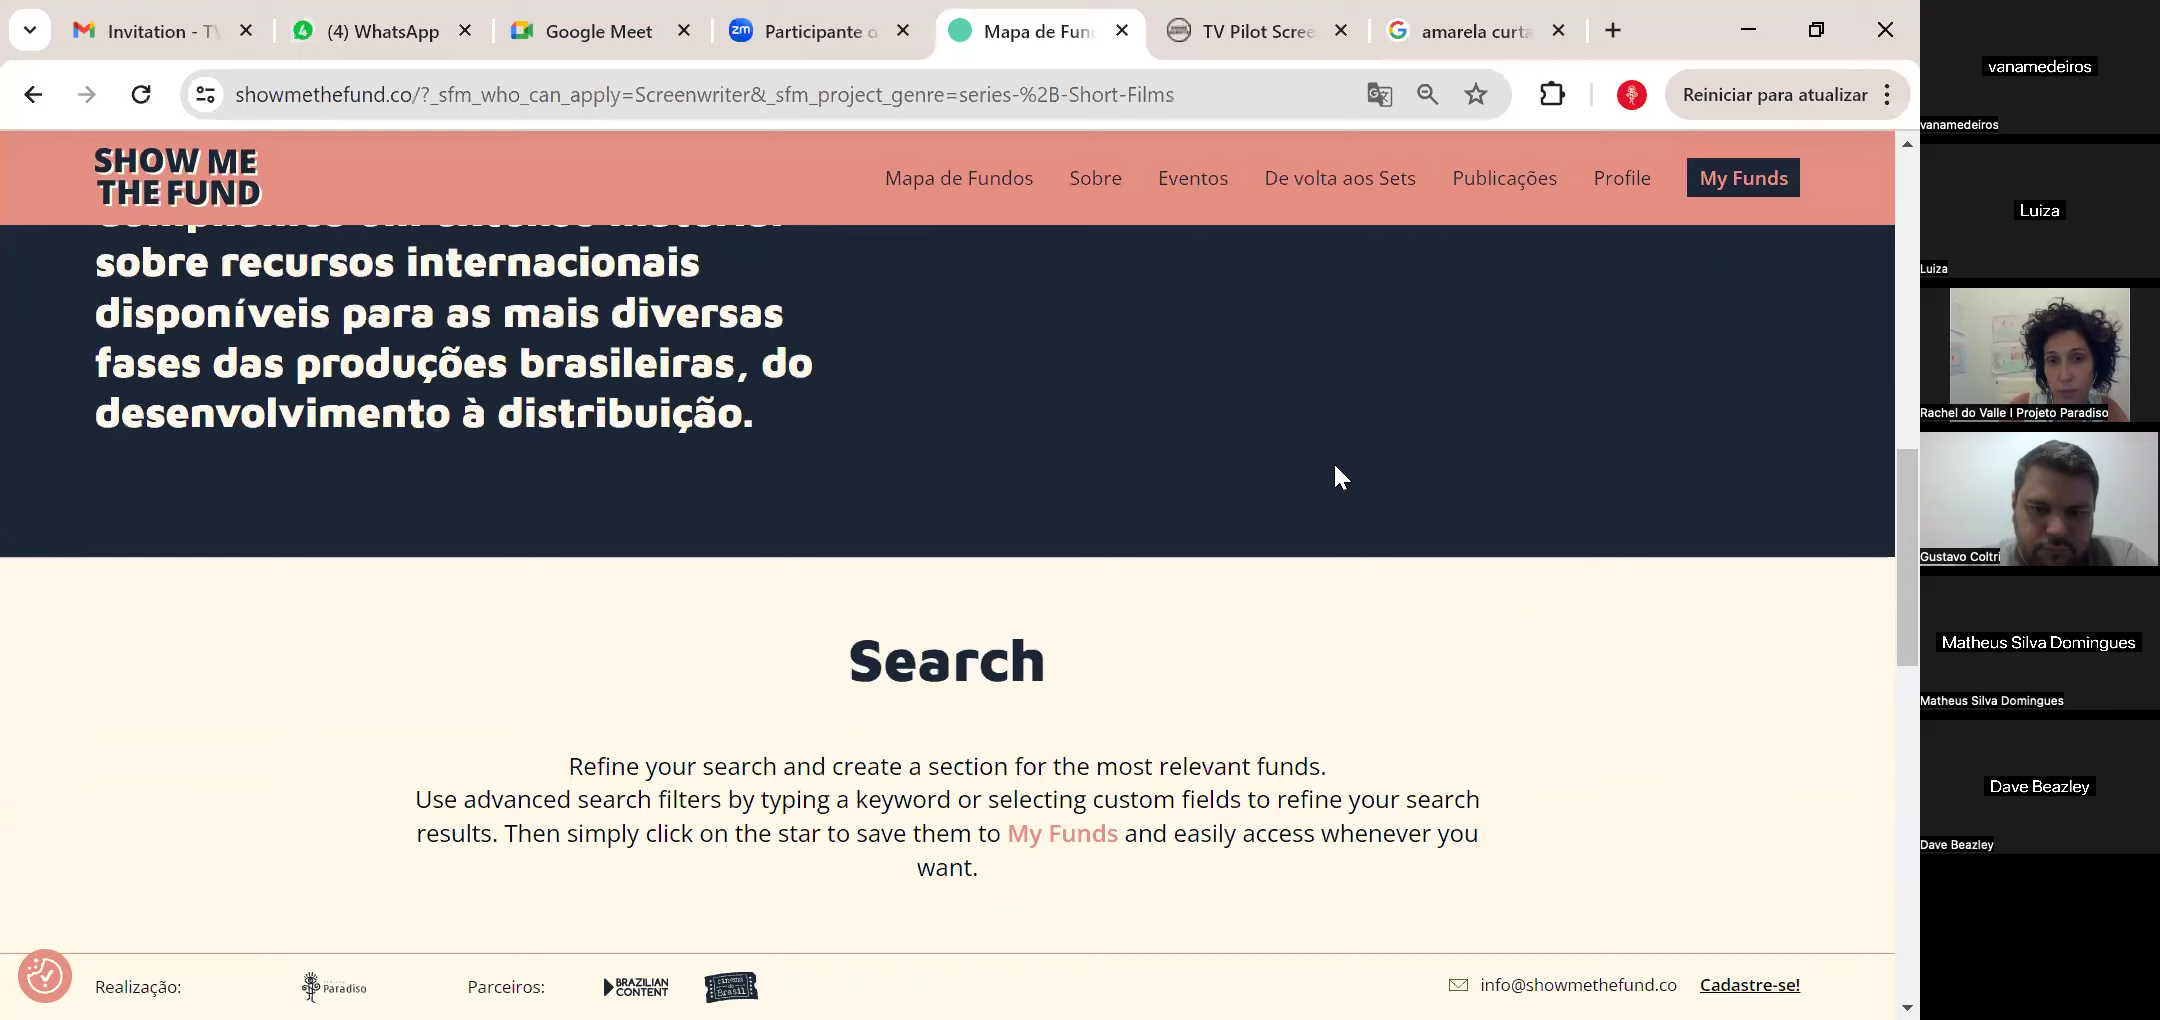 Invitation - T
(4) WhatsApp
Google Meet
Participante
Mapa de Fun
TV Pilot Scree
amarela curta
showmethefund.co/?_sfm_who_can_apply=Screenwriter&_sfm_project_genre=series-%2B-Short-Films
Reiniciar para atualizar
SHOW ME
THE FUND
Mapa de Fundos
Sobre
Eventos
De volta aos Sets
Publicações
Profile
My Funds
sobre recursos internacionais
disponíveis para as mais diversas
fases das produções brasileiras, do
desenvolvimento à distribuição.
Search
Refine your search and create a section for the most relevant funds.
Use advanced search filters by typing a keyword or selecting custom fields to refine your search
results. Then simply click on the star to save them to My Funds and easily access whenever you
want.
Realização:
Paradiso
Parceiros:
BRAZILIAN
CONTENT
cinema do
Brasil
info@showmethefund.co
Cadastre-se!
vanamedeiros
vanamedeiros
Luiza
Luiza
Rachel do Valle I Projeto Paradiso
Gustavo Coltri
Matheus Silva Domingues
Matheus Silva Domingues
Dave Beazley
Dave Beazley